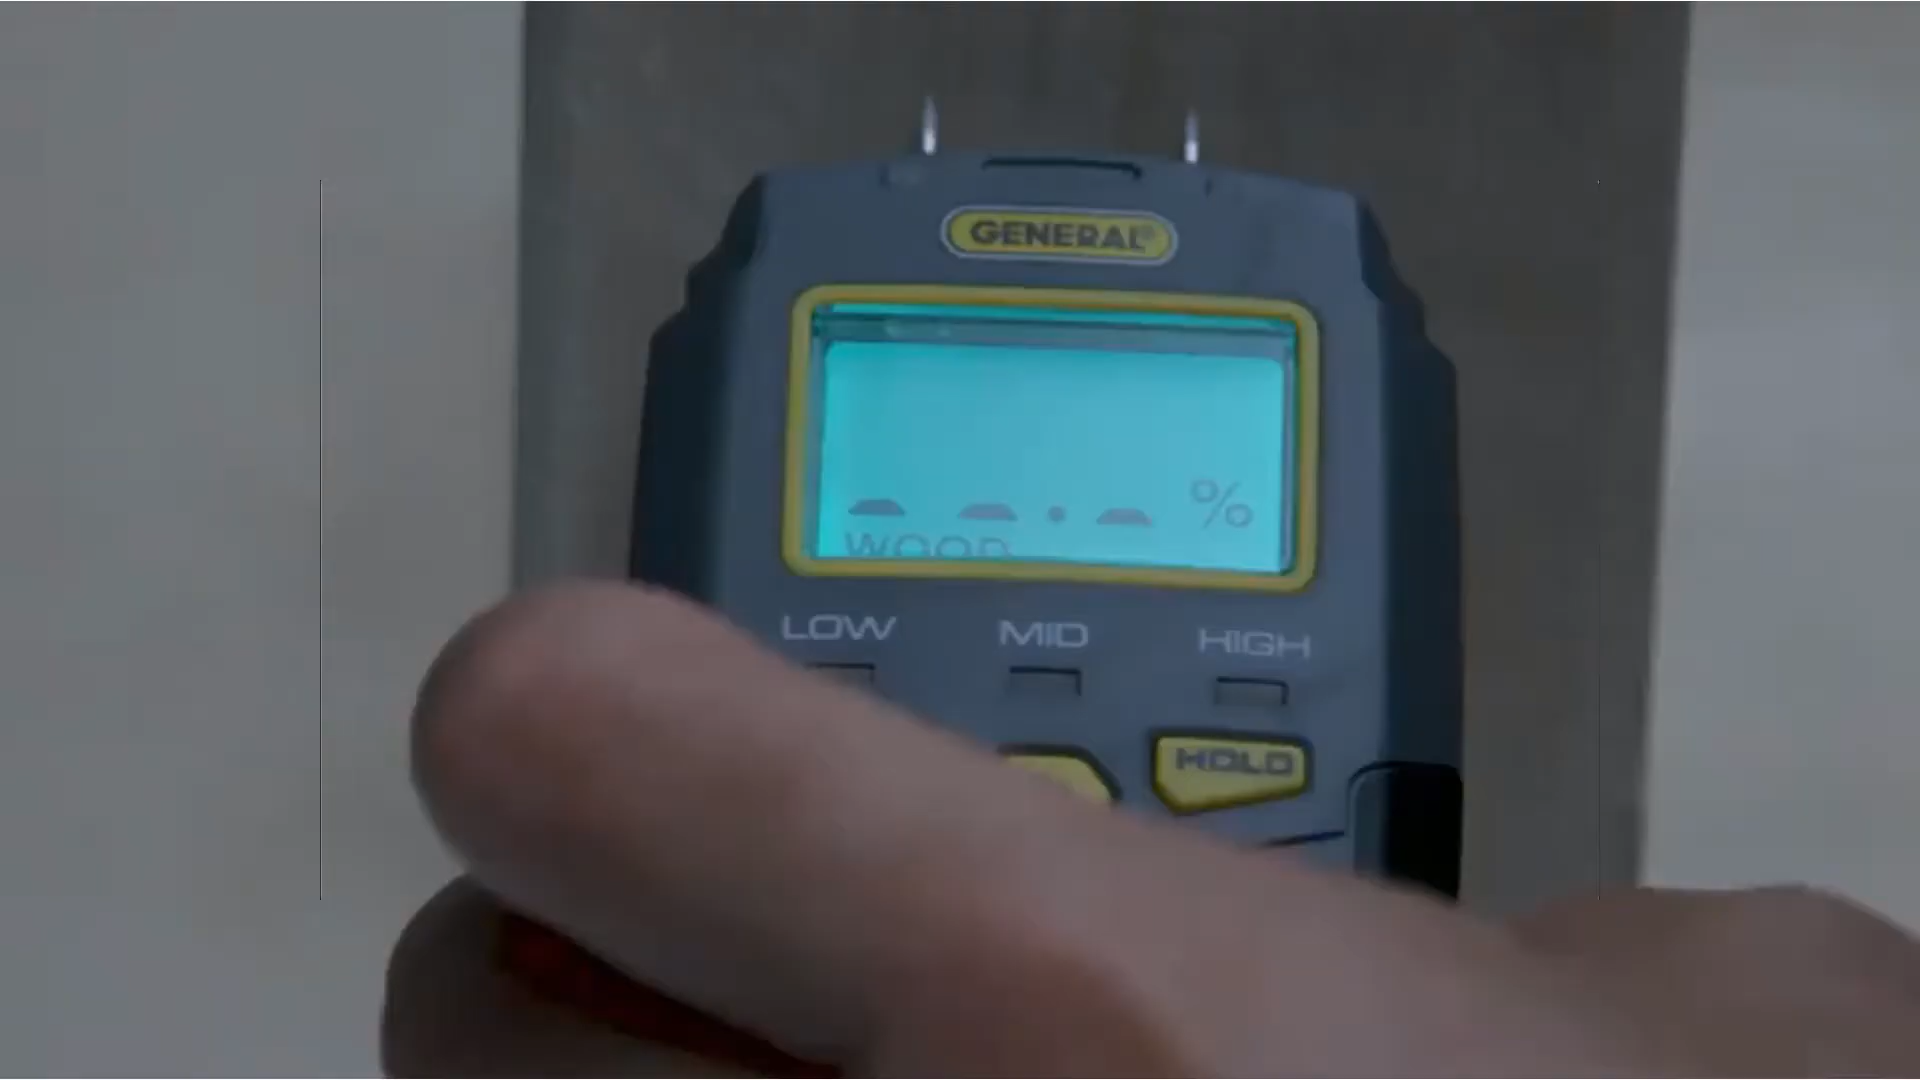 GENERAL®
_ _._ %
WOOD
LOW MID HIGH
HOLD